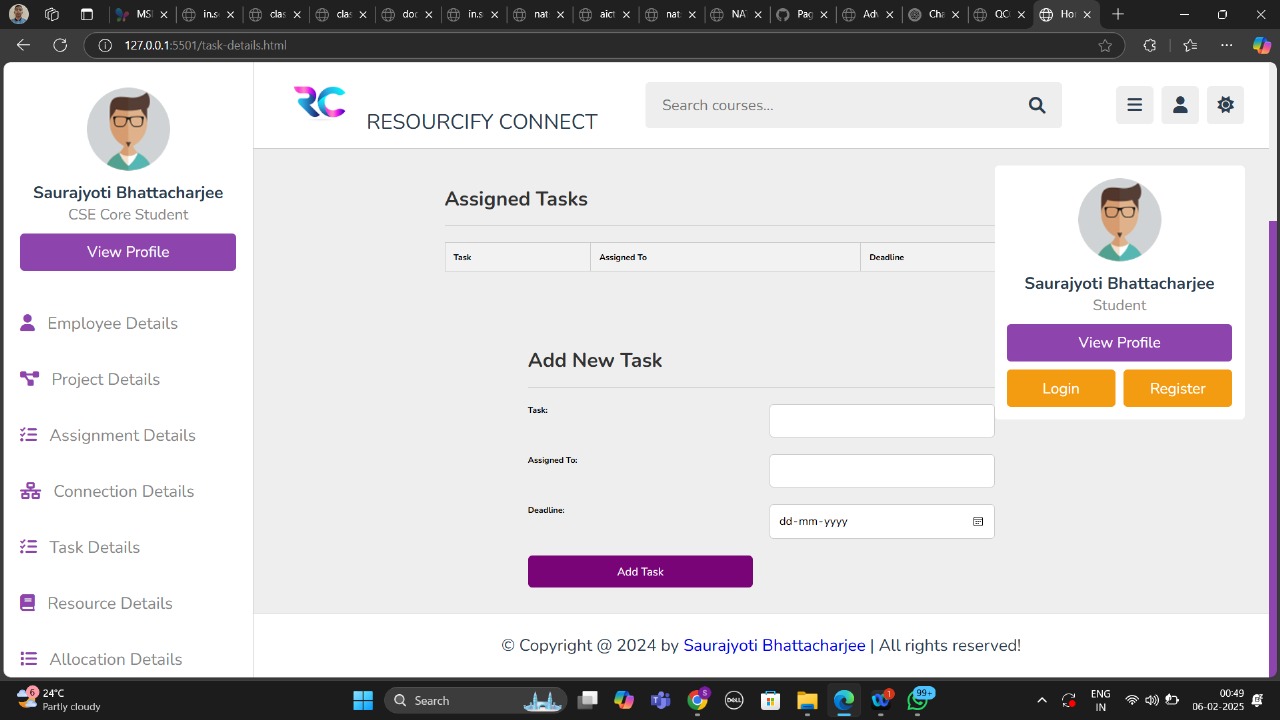 MS
in.s
clas
clas
doc
in.s
nat
aict
nat
NAT
Pag
Adv
Cha
QC
Ho
127.0.0.1:5501/task-details.html
RC RESOURCIFY CONNECT
Search courses...
Saurajyoti Bhattacharjee
CSE Core Student
View Profile
Employee Details
Project Details
Assignment Details
Connection Details
Task Details
Resource Details
Allocation Details
Assigned Tasks
Task Assigned To Deadline
Add New Task
Task:
Assigned To:
Deadline:
dd-mm-yyyy
Add Task
Saurajyoti Bhattacharjee
Student
View Profile
Login Register
© Copyright @ 2024 by Saurajyoti Bhattacharjee | All rights reserved!
6
24°C
Partly cloudy
Search
DELL
S
1
99+
ENG
IN
00:49
06-02-2025